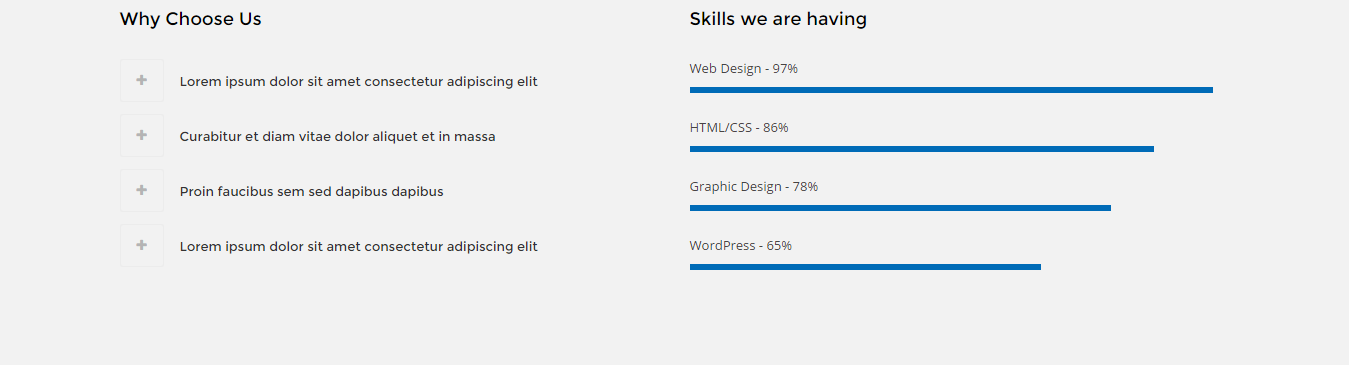 Why Choose Us
Lorem ipsum dolor sit amet consectetur adipiscing elit
Curabitur et diam vitae dolor aliquet et in massa
Proin faucibus sem sed dapibus dapibus
Lorem ipsum dolor sit amet consectetur adipiscing elit
Skills we are having
Web Design - 97%
HTML/CSS - 86%
Graphic Design - 78%
WordPress - 65%